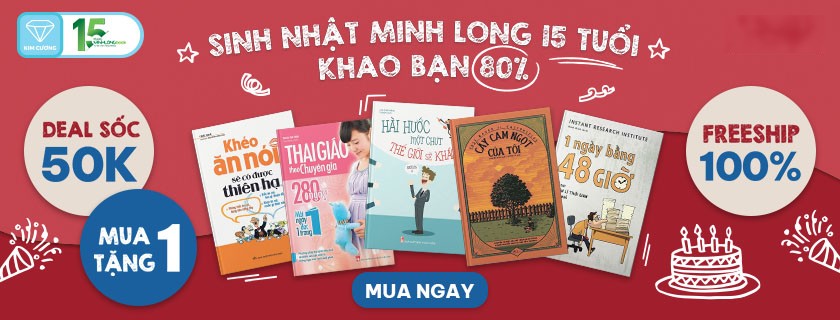 KIM CƯƠNG
15
MINHLONGbook
SINH NHẬT MINH LONG 15 TUỔI
KHAO BẠN 80%
DEAL SỐC
50K
MUA
TẶNG 1
Khéo
ăn nói
sẽ có được
thiên hạ
THAI GIÁO
theo Chuyên gia
280 ngày
Mỗi
ngày
đọc
1
trang
HÀI HƯỚC
MỘT CHÚT
THẾ GIỚI SẼ KHÁC
CÂY CAM NGỌT
CỦA TÔI
INSTANT RESEARCH INSTITUTE
1 ngày bằng
48 GIỜ
FREESHIP
100%
MUA NGAY